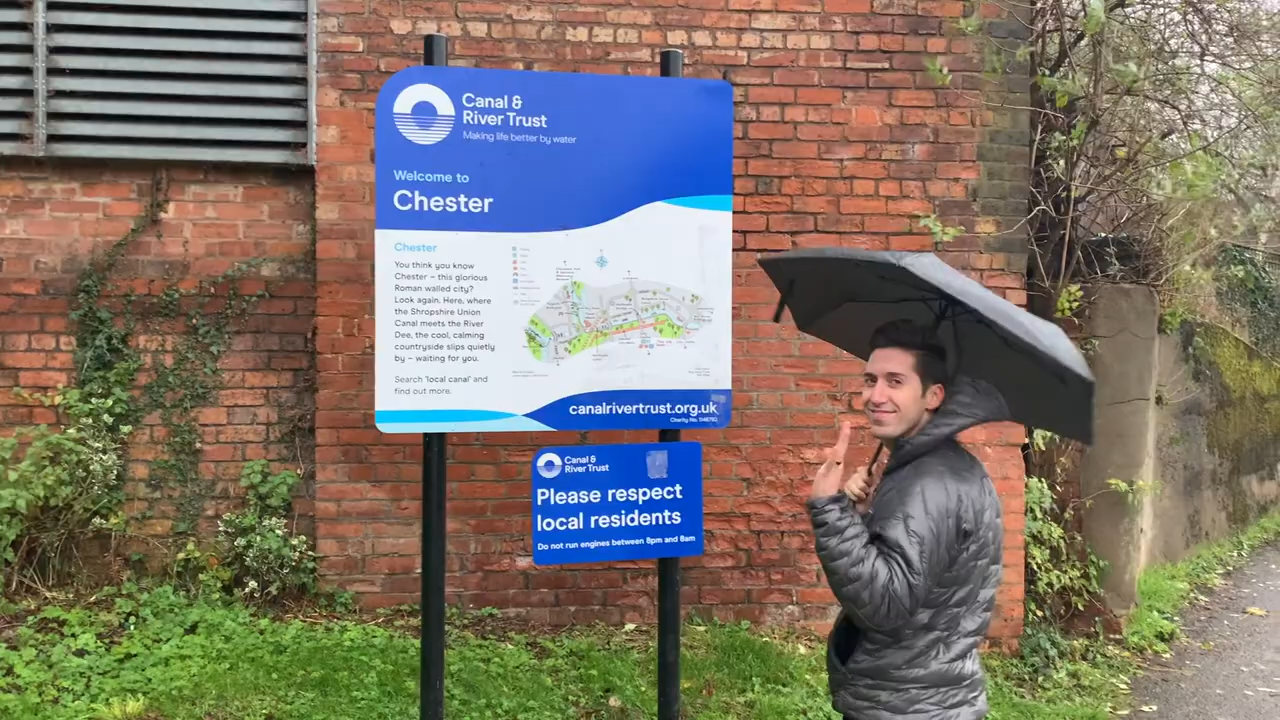 Canal &
River Trust
Making life better by water
Welcome to
Chester
Chester
You think you know
Chester – this glorious
Roman walled city?
Look again. Here, where
the Shropshire Union
Canal meets the River
Dee, the cool, calming
countryside slips quietly
by – waiting for you.
Search 'local canal' and
find out more.
canalrivertrust.org.uk
Canal &
River Trust
Please respect
local residents
Do not run engines between 8pm and 8am